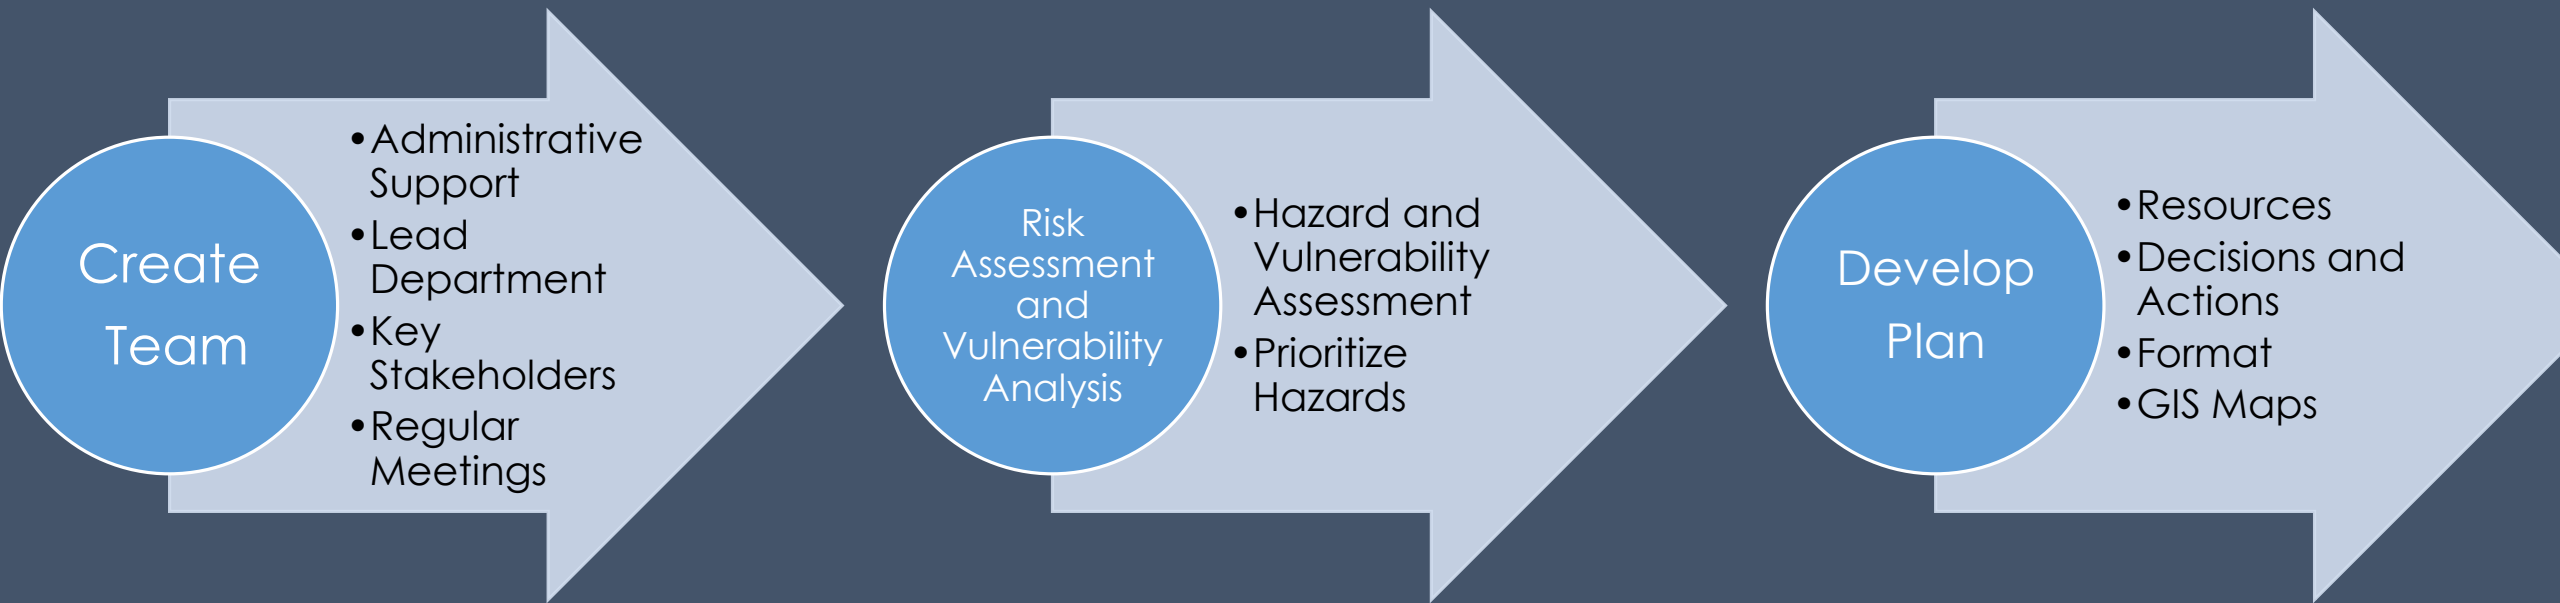 Create
Team
•Administrative
Support
•Lead
Department
•Key
Stakeholders
•Regular
Meetings
Risk
Assessment
and
Vulnerability
Analysis
•Hazard and
Vulnerability
Assessment
•Prioritize
Hazards
Develop
Plan
•Resources
•Decisions and
Actions
•Format
•GIS Maps